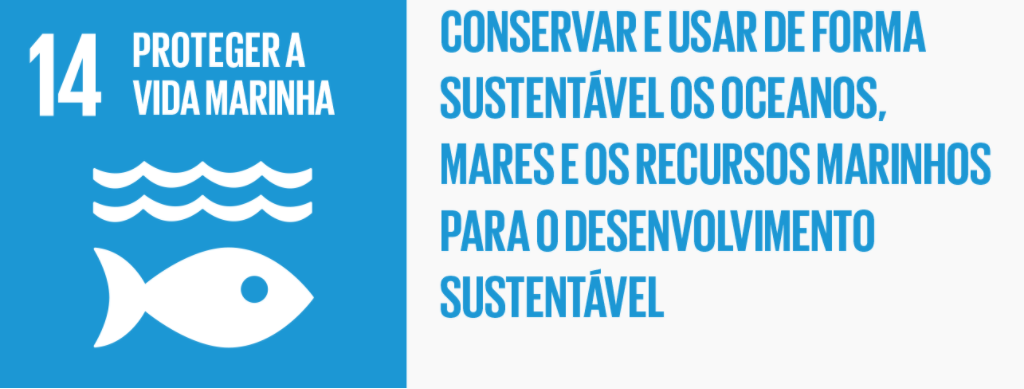 14
PROTEGER A
VIDA MARINHA
CONSERVAR E USAR DE FORMA
SUSTENTÁVEL OS OCEANOS,
MARES E OS RECURSOS MARINHOS
PARA O DESENVOLVIMENTO
SUSTENTÁVEL